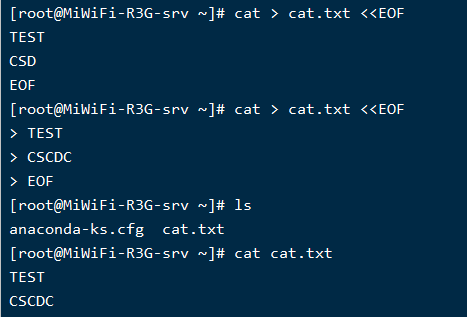 [root@MiWiFi-R3G-srv ~]# cat > cat.txt <<EOF
TEST
CSD
EOF
[root@MiWiFi-R3G-srv ~]# cat > cat.txt <<EOF
> TEST
> CSCDC
> EOF
[root@MiWiFi-R3G-srv ~]# ls
anaconda-ks.cfg  cat.txt
[root@MiWiFi-R3G-srv ~]# cat cat.txt
TEST
CSCDC